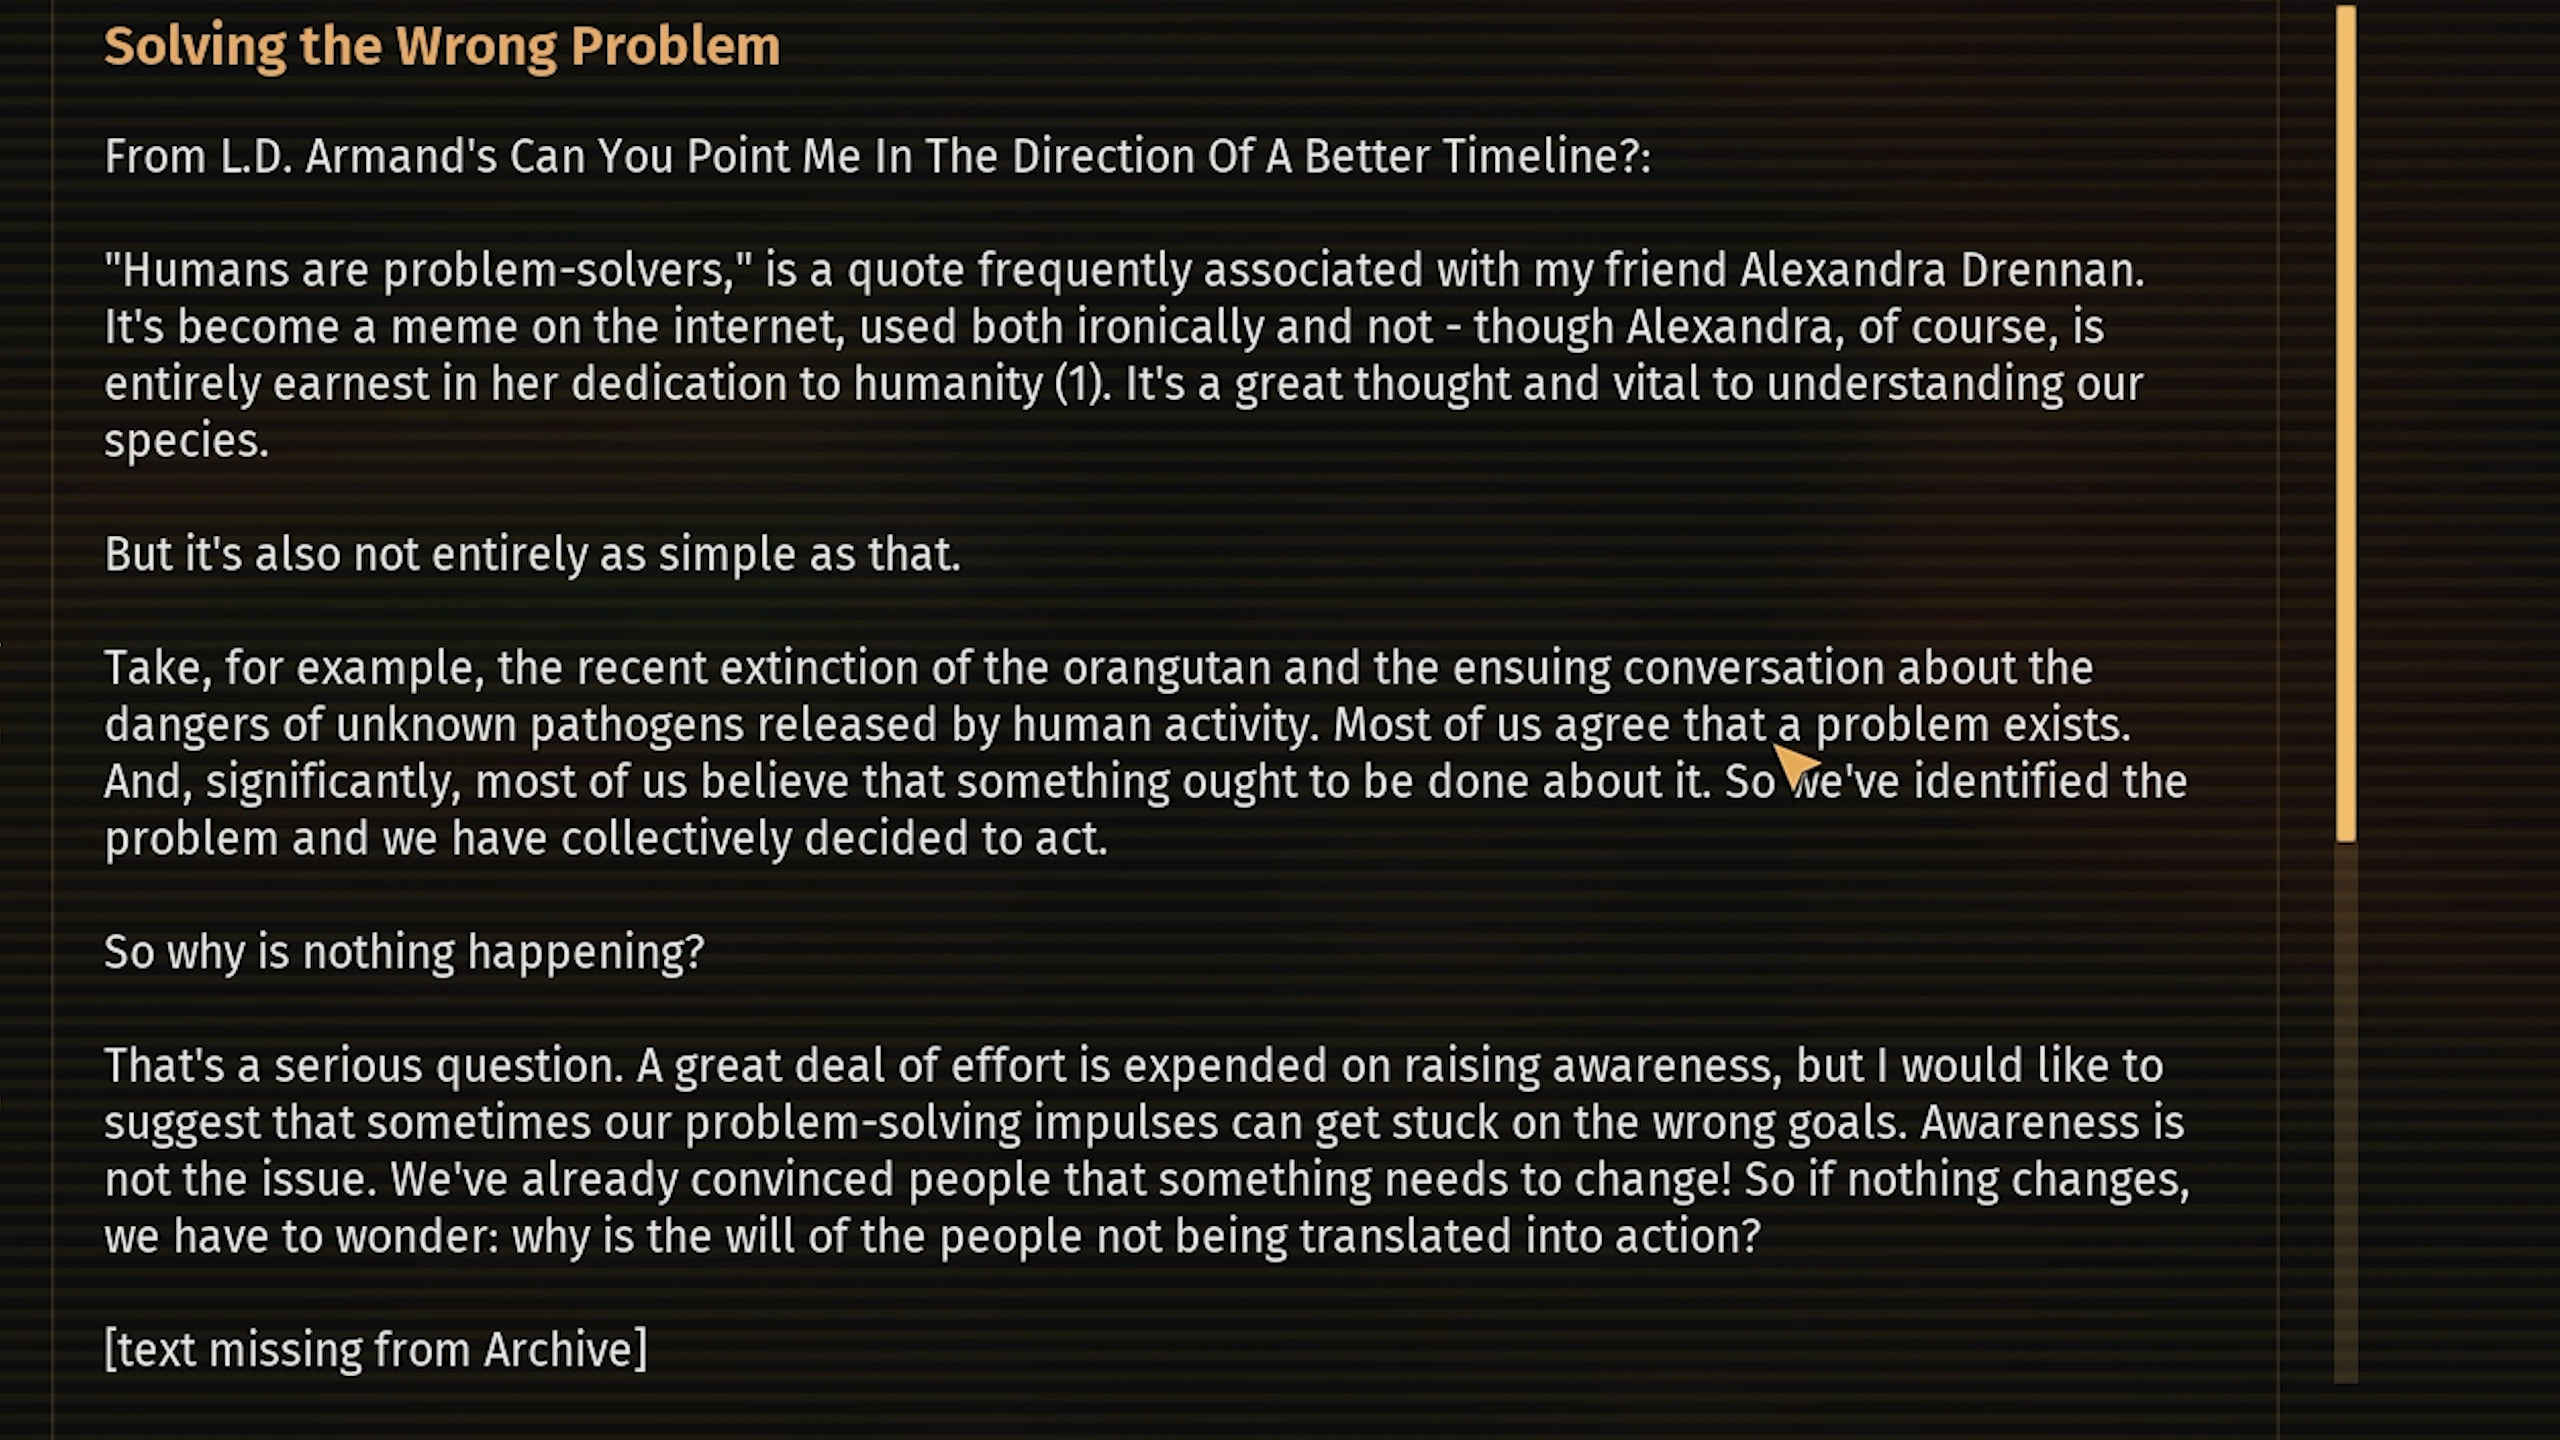 Solving the Wrong Problem
From L.D. Armand's Can You Point Me In The Direction Of A Better Timeline?:
"Humans are problem-solvers," is a quote frequently associated with my friend Alexandra Drennan.
It's become a meme on the internet, used both ironically and not - though Alexandra, of course, is
entirely earnest in her dedication to humanity (1). It's a great thought and vital to understanding our
species.
But it's also not entirely as simple as that.
Take, for example, the recent extinction of the orangutan and the ensuing conversation about the
dangers of unknown pathogens released by human activity. Most of us agree that a problem exists.
And, significantly, most of us believe that something ought to be done about it. So we've identified the
problem and we have collectively decided to act.
So why is nothing happening?
That's a serious question. A great deal of effort is expended on raising awareness, but I would like to
suggest that sometimes our problem-solving impulses can get stuck on the wrong goals. Awareness is
not the issue. We've already convinced people that something needs to change! So if nothing changes,
we have to wonder: why is the will of the people not being translated into action?
[text missing from Archive]